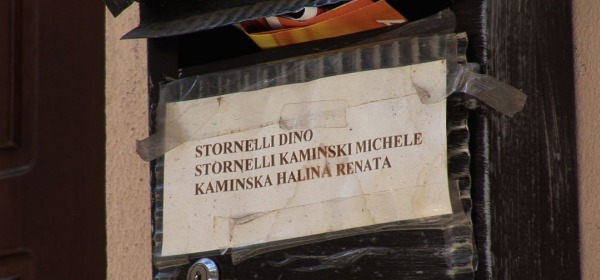 STORNELLI DINO
STORNELLI KAMINSKI MICHELE
KAMINSKA HALINA RENATA